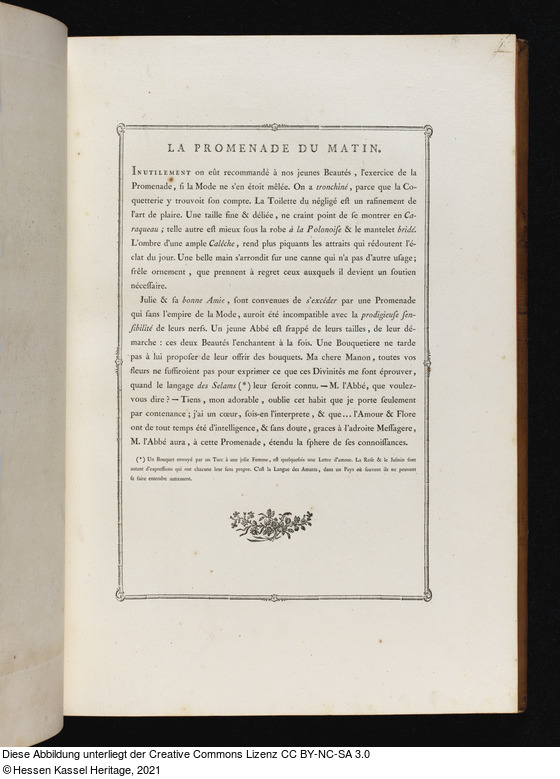 LA PROMENADE DU MATIN.
INUTILEMENT on eût recommandé à nos jeunes Beautés, l'exercice de la
Promenade, ſi la Mode ne s'en étoit mêlée. On a tronchiné, parce que la Co-
quetterie y trouvoit ſon compte. La Toilette du négligé eſt un rafinement de
l'art de plaire. Une taille fine & déliée, ne craint point de ſe montrer en Ca-
raqueau; telle autre eſt mieux sous la robe à la Polonoiſe & le mantelet bridé.
L'ombre d'une ample Caléche, rend plus piquants les attraits qui rédoutent l'é-
clat du jour. Une belle main s'arrondit ſur une canne qui n'a pas d'autre uſage;
frêle ornement, que prennent à regret ceux auxquels il devient un ſoutien
néceſſaire.
Julie & ſa bonne Amie, ſont convenues de s'excéder par une Promenade
qui ſans l'empire de la Mode, auroit été incompatible avec la prodigieuſe ſen-
ſibilité de leurs nerfs. Un jeune Abbé eſt frappé de leurs tailles, de leur dé-
marche: ces deux Beautés l'enchantent à la fois. Une Bouquetiere ne tarde
pas à lui propoſer de leur offrir des bouquets. Ma chere Manon, toutes vos
fleurs ne ſuffiroient pas pour exprimer ce que ces Divinités me font éprouver,
quand le langage des Selams (*) leur ſeroit connu. — M. l'Abbé, que voulez-
vous dire? — Tiens, mon adorable, oublie cet habit que je porte ſeulement
par contenance; j'ai un cœur, ſois-en l'interprete, & que... l'Amour & Flore
ont de tout temps été d'intelligence, & ſans doute, graces à l'adroite Meſſagere,
M. l'Abbé aura, à cette Promenade, étendu la ſphere de ſes connoiſſances.
(*) Un Bouquet envoyé par un Turc à une jolie Femme, eſt quelquefois une Lettre d'amour. La Roſe & le Jaſmin ſont
autant d'expreſſions qui ont chacune leur ſens propre. C'eſt la Langue des Amants, dans un Pays où ſouvent ils ne peuvent
ſe faire entendre autrement.
Diese Abbildung unterliegt der Creative Commons Lizenz CC BY-NC-SA 3.0
© Hessen Kassel Heritage, 2021